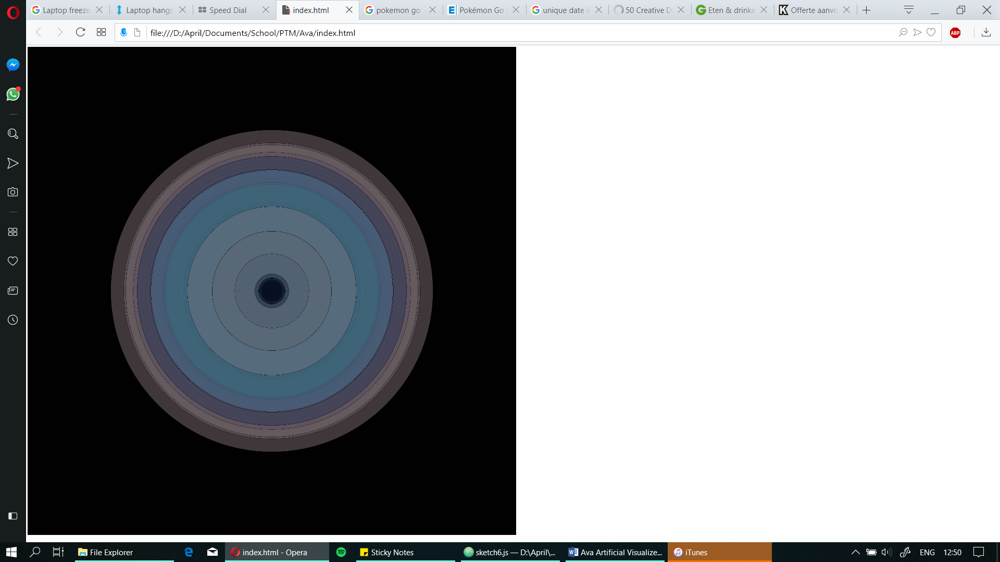 Laptop freeze
Laptop hangs
Speed Dial
index.html
pokemon go
Pokémon Go
unique date i
50 Creative D
Eten & drinke
Offerte aanvra
file:///D:/April/Documents/School/PTM/Ava/index.html
ABP
File Explorer
index.html - Opera
Sticky Notes
sketch6.js — D:\April\...
Ava Artificial Visualize...
iTunes
ENG
12:50